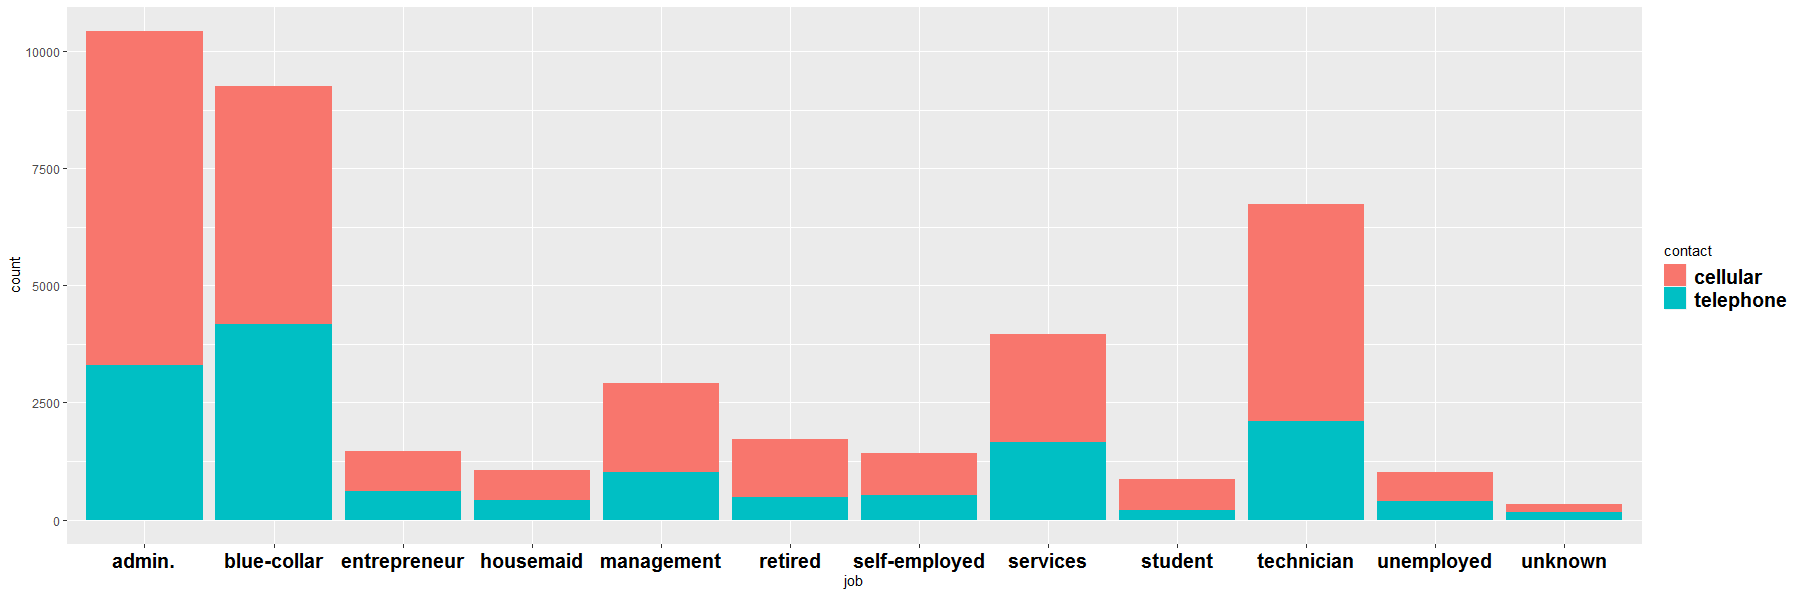 10000
7500
5000
2500
0
count
admin. blue-collar entrepreneur housemaid management retired self-employed services student technician unemployed unknown
job
contact
cellular
telephone